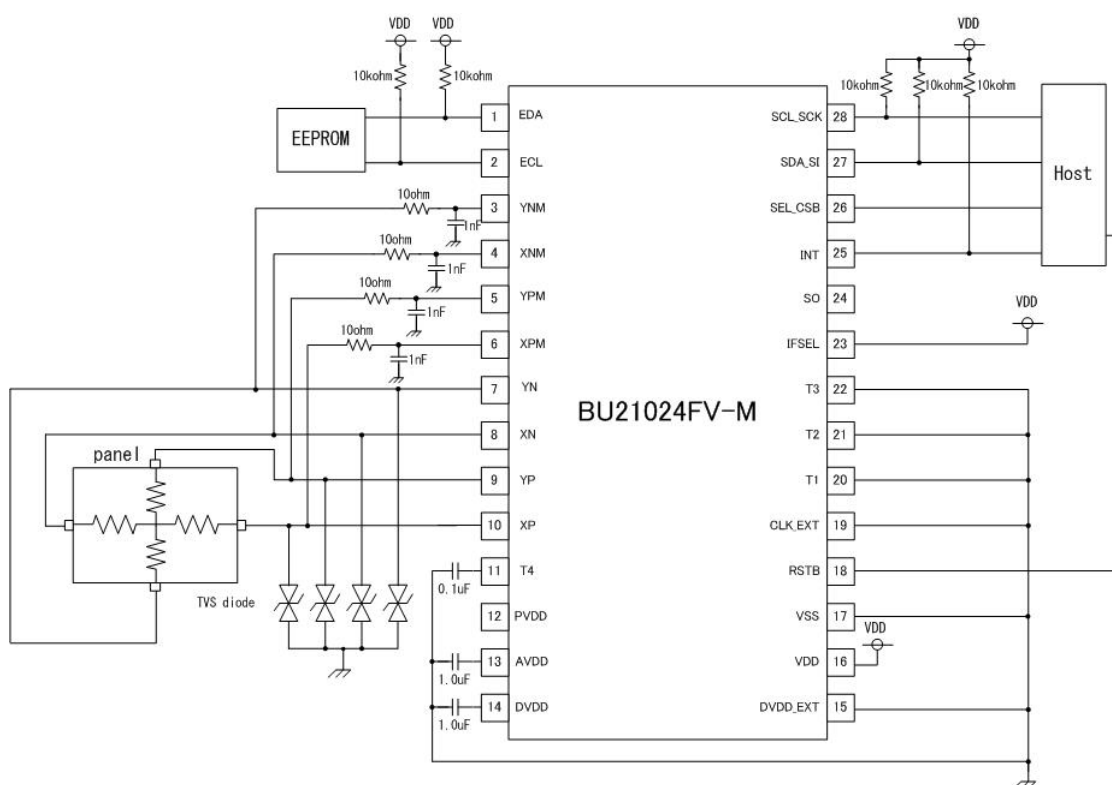 VDD
VDD
10kohm
10kohm
EEPROM
10ohm
1nF
10ohm
1nF
10ohm
1nF
10ohm
1nF
panel
TVS diode
0.1uF
1.0uF
1.0uF
1 EDA
2 ECL
3 YNM
4 XNM
5 YPM
6 XPM
7 YN
8 XN
9 YP
10 XP
11 T4
12 PVDD
13 AVDD
14 DVDD
BU21024FV-M
SCL_SCK 28
SDA_SI 27
SEL_CSB 26
INT 25
SO 24
IFSEL 23
T3 22
T2 21
T1 20
CLK_EXT 19
RSTB 18
VSS 17
VDD 16
DVDD_EXT 15
VDD
10kohm
10kohm
10kohm
Host
VDD
VDD